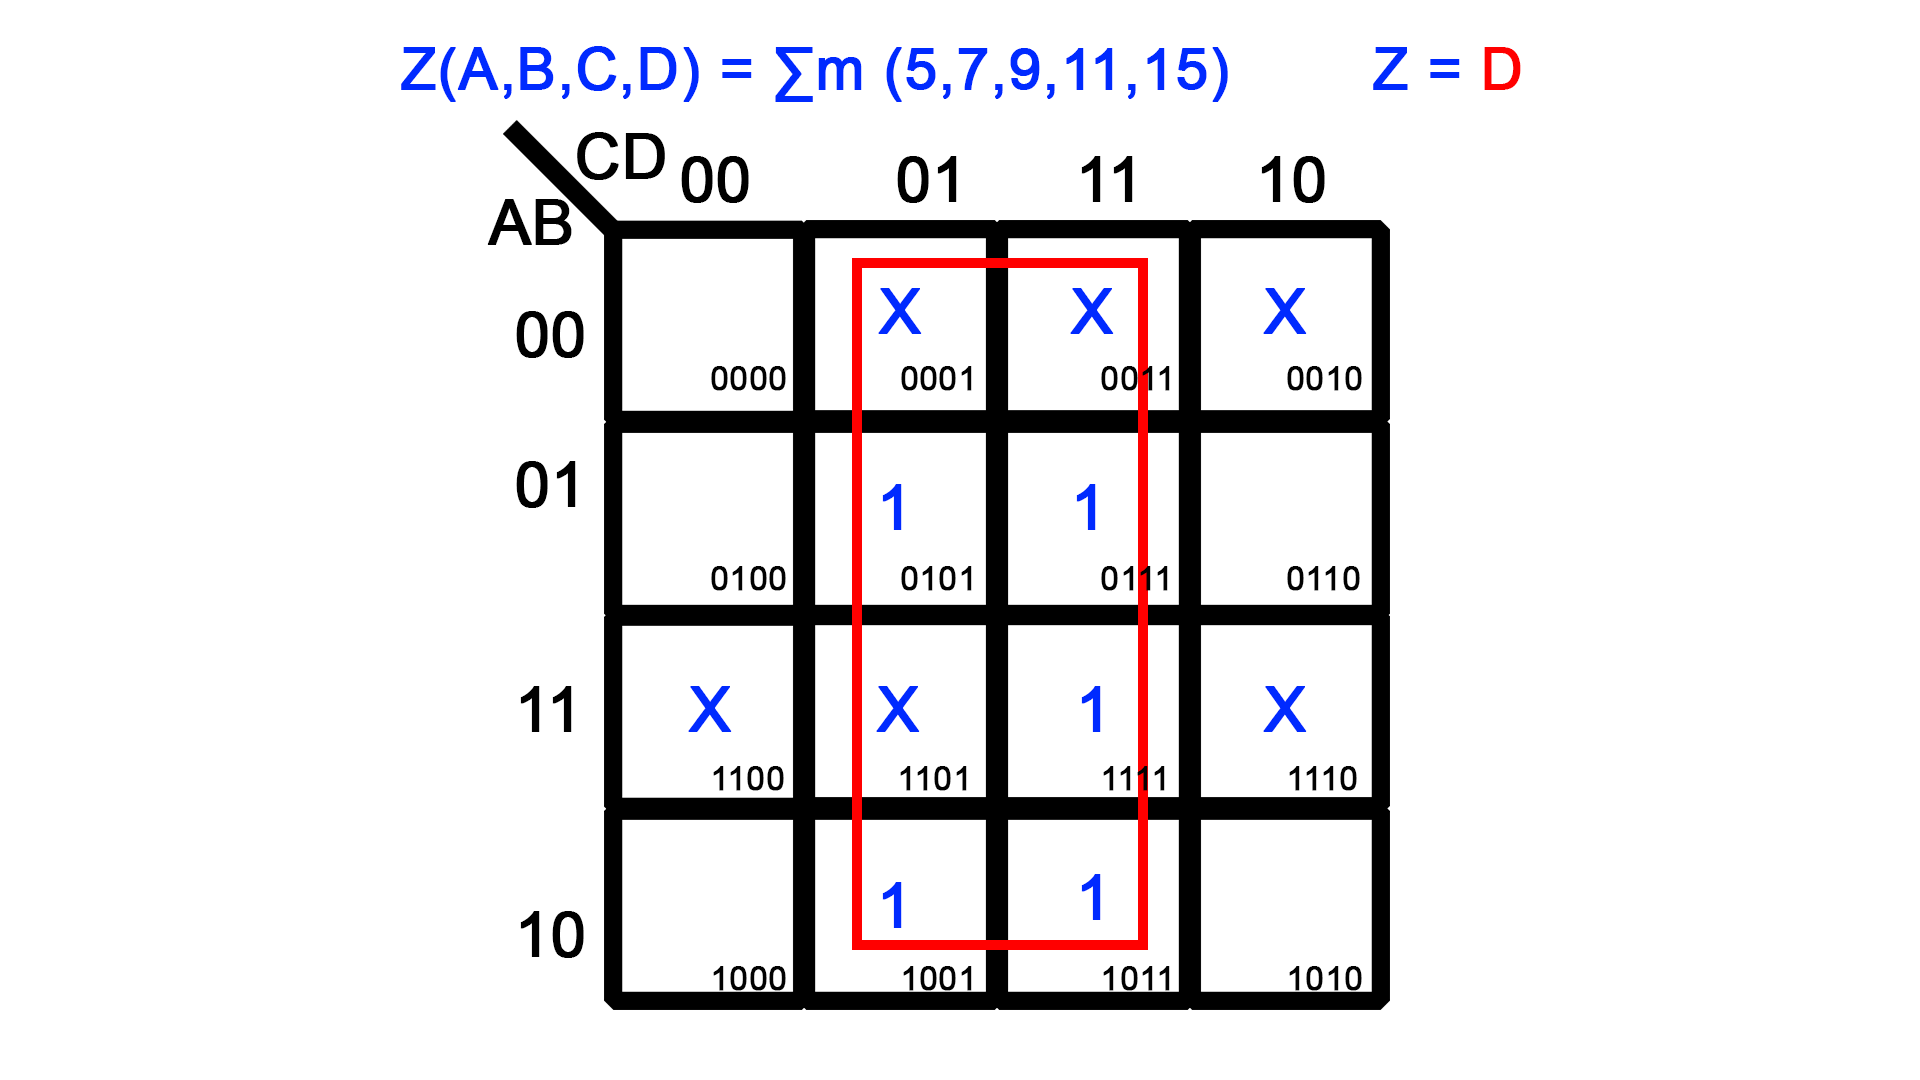 Z(A,B,C,D) = ∑m (5,7,9,11,15) Z = D
CD
00 01 11 10
AB
00
X X X
0000 0001 0011 0010
01
1 1
0100 0101 0111 0110
11
X X 1 X
1100 1101 1111 1110
10
1 1
1000 1001 1011 1010